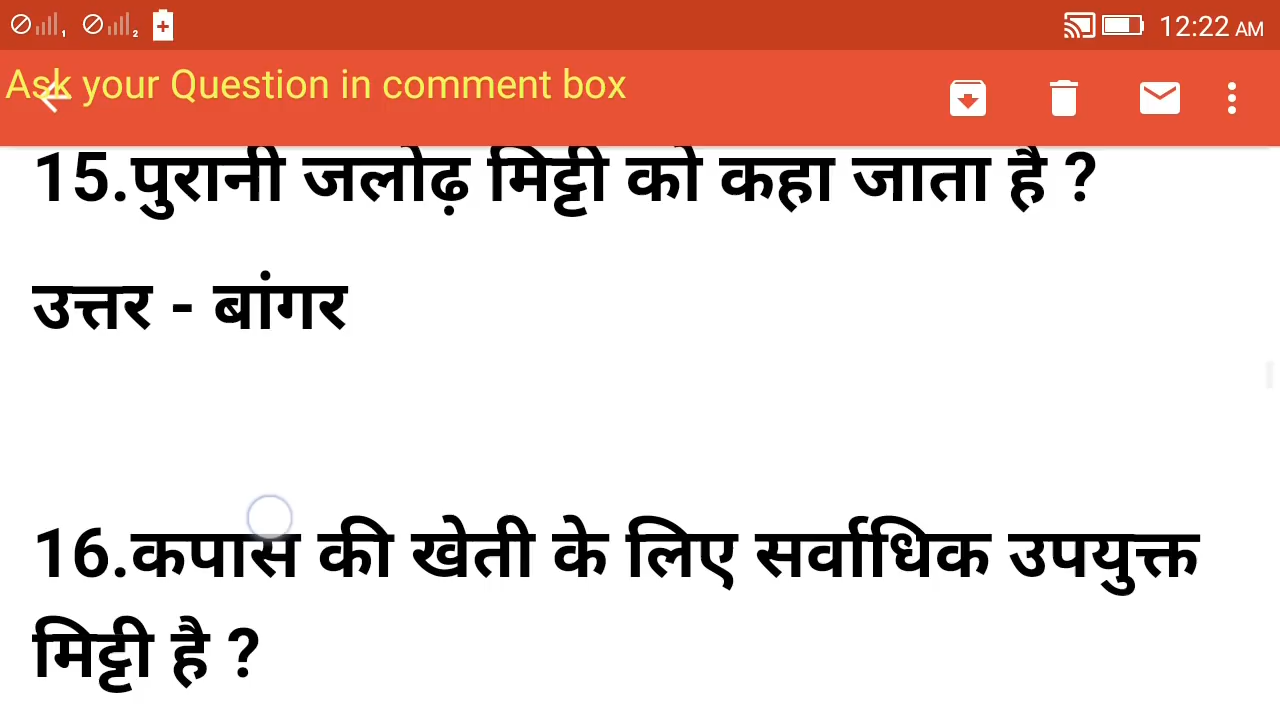 12:22 AM
Ask your Question in comment box
15.पुरानी जलोढ़ मिट्टी को कहा जाता है ?
उत्तर - बांगर
16.कपास की खेती के लिए सर्वाधिक उपयुक्त
मिट्टी है ?